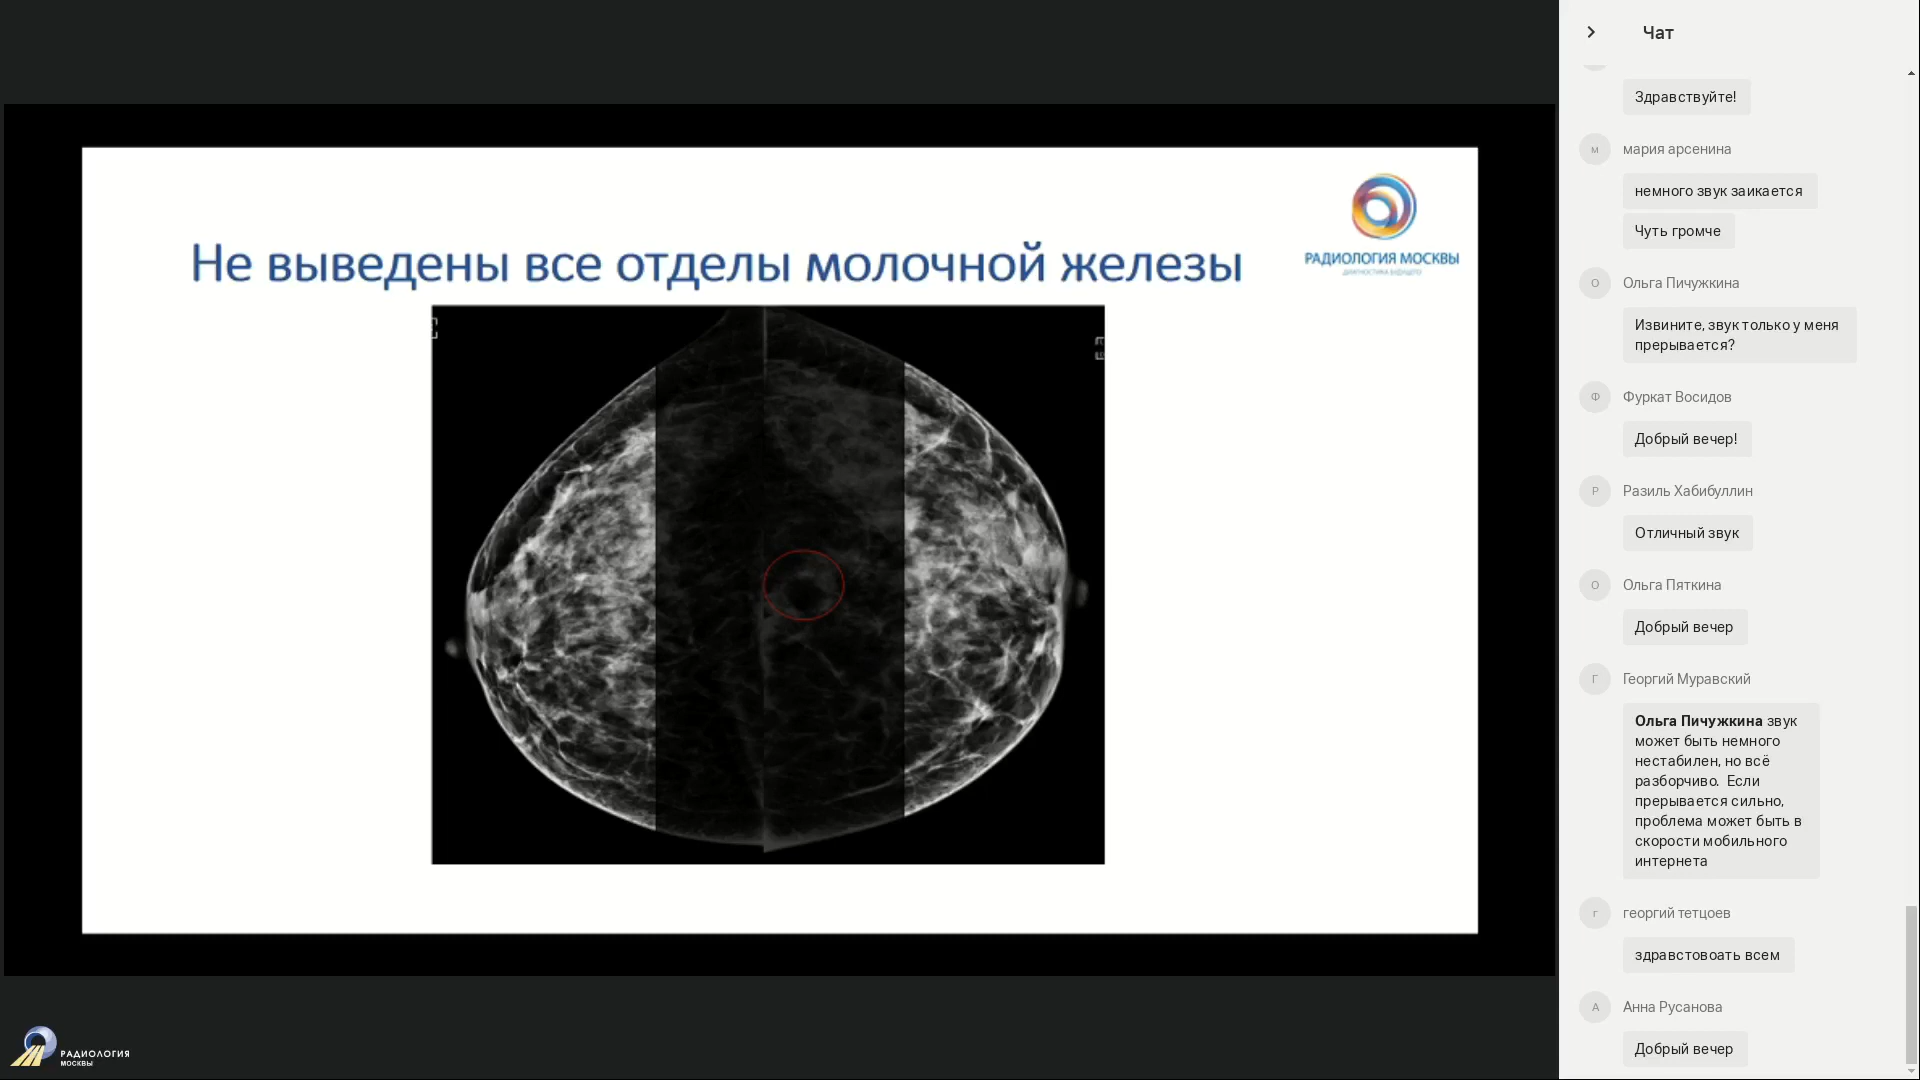 Не выведены все отделы молочной железы
РАДИОЛОГИЯ МОСКВЫ
ДИАГНОСТИКА БУДУЩЕГО
РАДИОЛОГИЯ
МОСКВЫ
Чат
Здравствуйте!
м
мария арсенина
немного звук заикается
Чуть громче
О
Ольга Пичужкина
Извините, звук только у меня
прерывается?
Ф
Фуркат Восидов
Добрый вечер!
Р
Разиль Хабибуллин
Отличный звук
О
Ольга Пяткина
Добрый вечер
Г
Георгий Муравский
Ольга Пичужкина звук
может быть немного
нестабилен, но всё
разборчиво. Если
прерывается сильно,
проблема может быть в
скорости мобильного
интернета
г
георгий тетцоев
здравстовоать всем
А
Анна Русанова
Добрый вечер